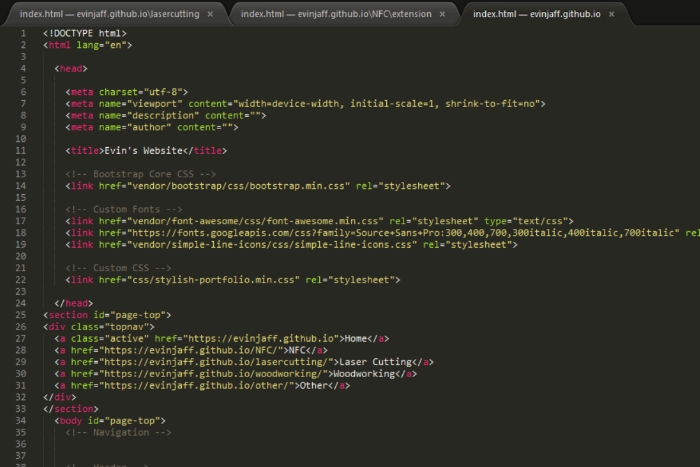 index.html — evinjaff.github.io\lasercutting ×
index.html — evinjaff.github.io\NFC\extension ×
index.html — evinjaff.github.io ×
1 <!DOCTYPE html>
2 <html lang="en">
3
4 <head>
5
6 <meta charset="utf-8">
7 <meta name="viewport" content="width=device-width, initial-scale=1, shrink-to-fit=no">
8 <meta name="description" content="">
9 <meta name="author" content="">
10
11 <title>Evin's Website</title>
12
13 <!-- Bootstrap Core CSS -->
14 <link href="vendor/bootstrap/css/bootstrap.min.css" rel="stylesheet">
15
16 <!-- Custom Fonts -->
17 <link href="vendor/font-awesome/css/font-awesome.min.css" rel="stylesheet" type="text/css">
18 <link href="https://fonts.googleapis.com/css?family=Source+Sans+Pro:300,400,700,300italic,400italic,700italic" rel
19 <link href="vendor/simple-line-icons/css/simple-line-icons.css" rel="stylesheet">
20
21 <!-- Custom CSS -->
22 <link href="css/stylish-portfolio.min.css" rel="stylesheet">
23
24 </head>
25 <section id="page-top">
26 <div class="topnav">
27 <a class="active" href="https://evinjaff.github.io">Home</a>
28 <a href="https://evinjaff.github.io/NFC/">NFC</a>
29 <a href="https://evinjaff.github.io/lasercutting/">Laser Cutting</a>
30 <a href="https://evinjaff.github.io/woodworking/">Woodworking</a>
31 <a href="https://evinjaff.github.io/other/">Other</a>
32 </div>
33 </section>
34 <body id="page-top">
35 <!-- Navigation -->
36
37